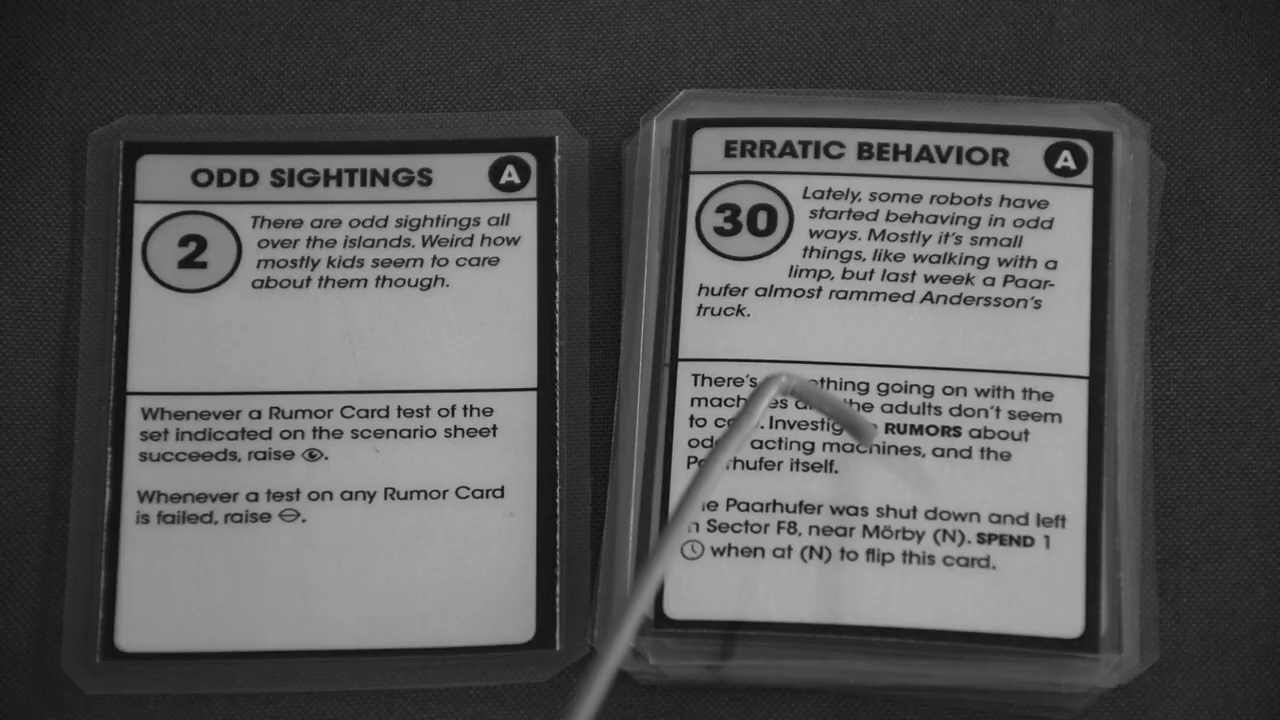 ODD SIGHTINGS A
2
There are odd sightings all
over the islands. Weird how
mostly kids seem to care
about them though.
Whenever a Rumor Card test of the
set indicated on the scenario sheet
succeeds, raise .
Whenever a test on any Rumor Card
is failed, raise .
ERRATIC BEHAVIOR A
30
Lately, some robots have
started behaving in odd
ways. Mostly it's small
things, like walking with a
limp, but last week a Paar-
hufer almost rammed Andersson's
truck.
There's going on with the
the adults don't seem
to RUMORS about
acting machines, and the
itself.
Paarhufer was shut down and left
Sector F8, near Mörby (N). SPEND 1
when at (N) to flip this card.